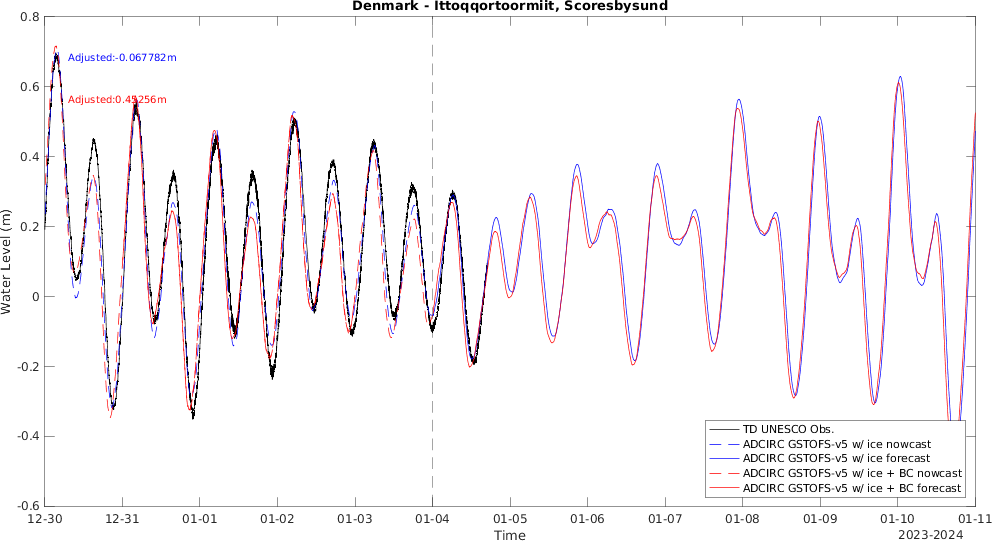 Denmark - Ittoqqortoormiit, Scoresbysund
0.8
0.6
0.4
0.2
0
-0.2
-0.4
-0.6
Water Level (m)
Adjusted:-0.067782m
Adjusted:0.45256m
TD UNESCO Obs.
ADCIRC GSTOFS-v5 w/ ice nowcast
ADCIRC GSTOFS-v5 w/ ice forecast
ADCIRC GSTOFS-v5 w/ ice + BC nowcast
ADCIRC GSTOFS-v5 w/ ice + BC forecast
12-30 12-31 01-01 01-02 01-03 01-04 01-05 01-06 01-07 01-08 01-09 01-10 01-11
Time
2023-2024